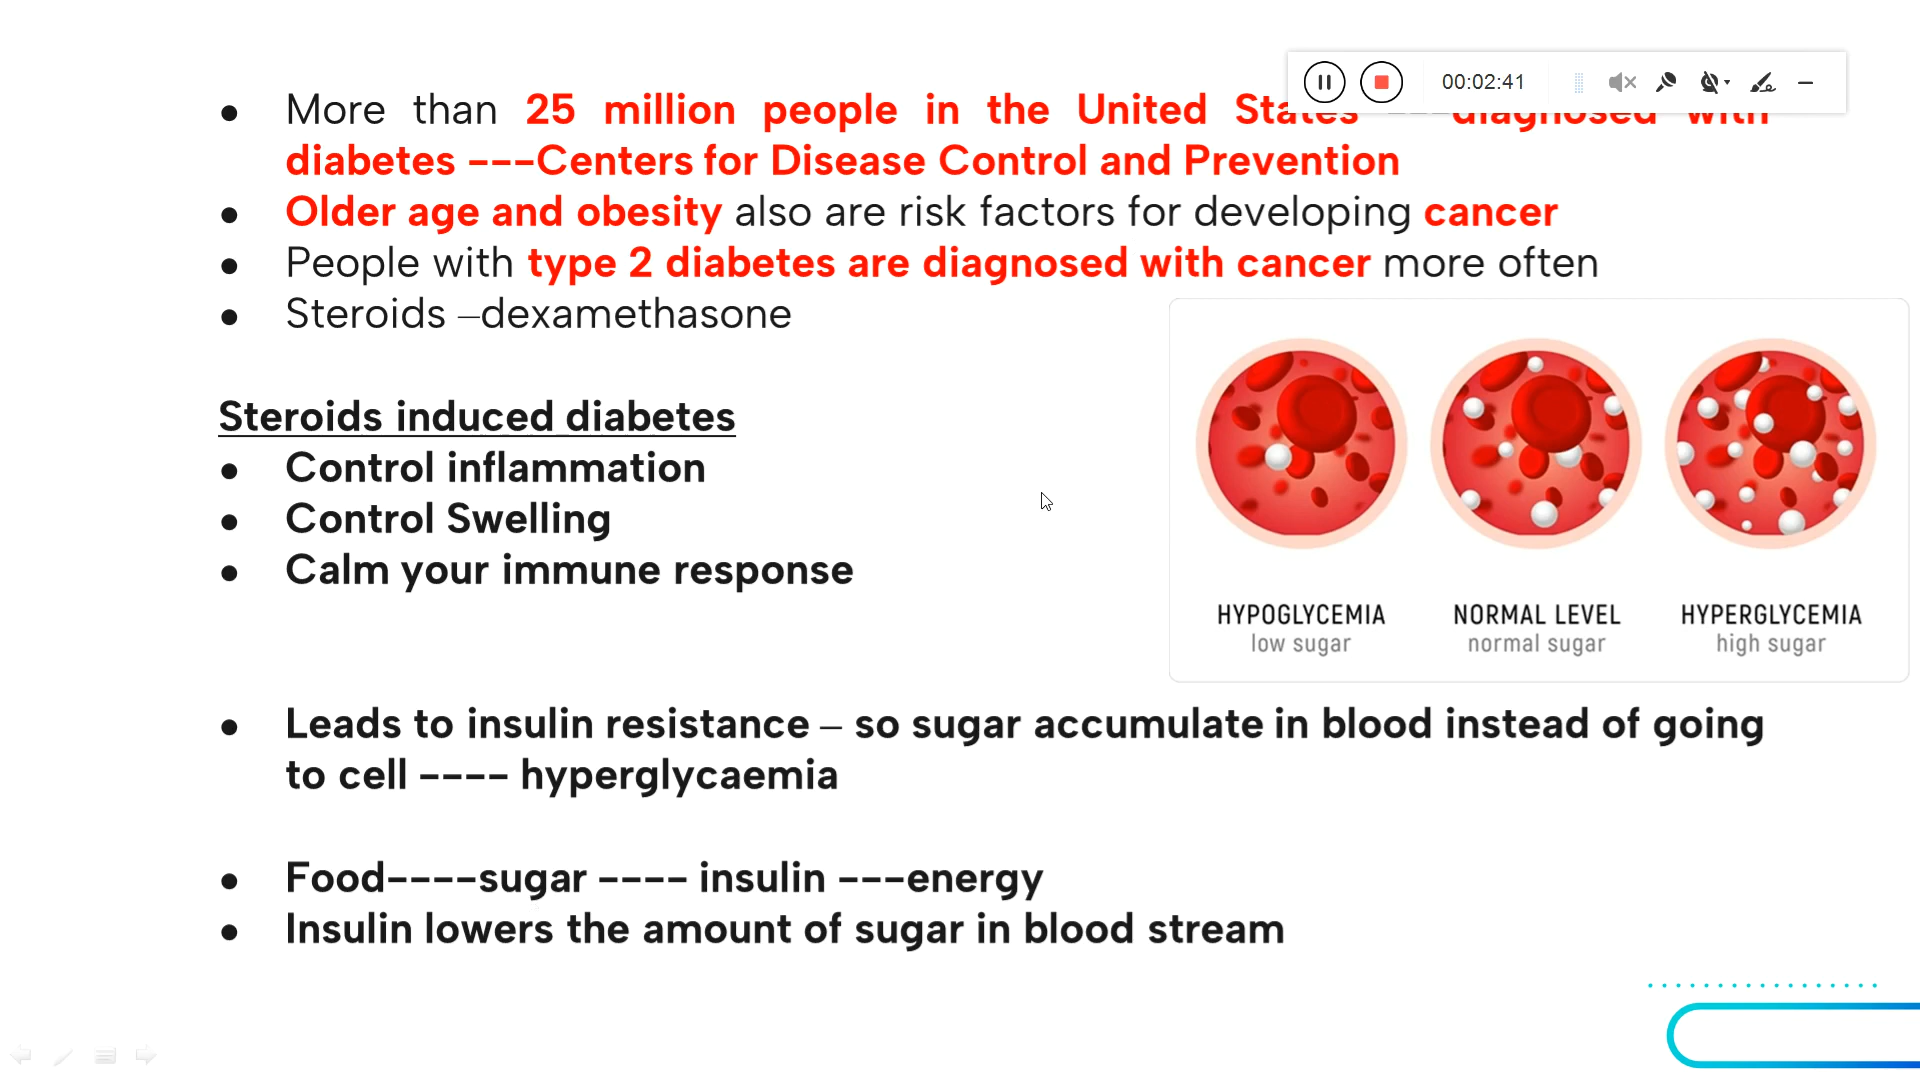 00:02:41
More than 25 million people in the United States ---diagnosed with
diabetes ---Centers for Disease Control and Prevention
Older age and obesity also are risk factors for developing cancer
People with type 2 diabetes are diagnosed with cancer more often
Steroids –dexamethasone
Steroids induced diabetes
Control inflammation
Control Swelling
Calm your immune response
HYPOGLYCEMIA
low sugar
NORMAL LEVEL
normal sugar
HYPERGLYCEMIA
high sugar
Leads to insulin resistance – so sugar accumulate in blood instead of going
to cell ---- hyperglycaemia
Food----sugar ---- insulin ---energy
Insulin lowers the amount of sugar in blood stream